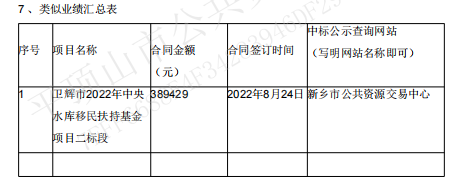 7、类似业绩汇总表
序号 项目名称 合同金额（元） 合同签订时间 中标公示查询网站（写明网站名称即可）
1 卫辉市2022年中央水库移民扶持基金项目二标段 389429 2022年8月24日 新乡市公共资源交易中心